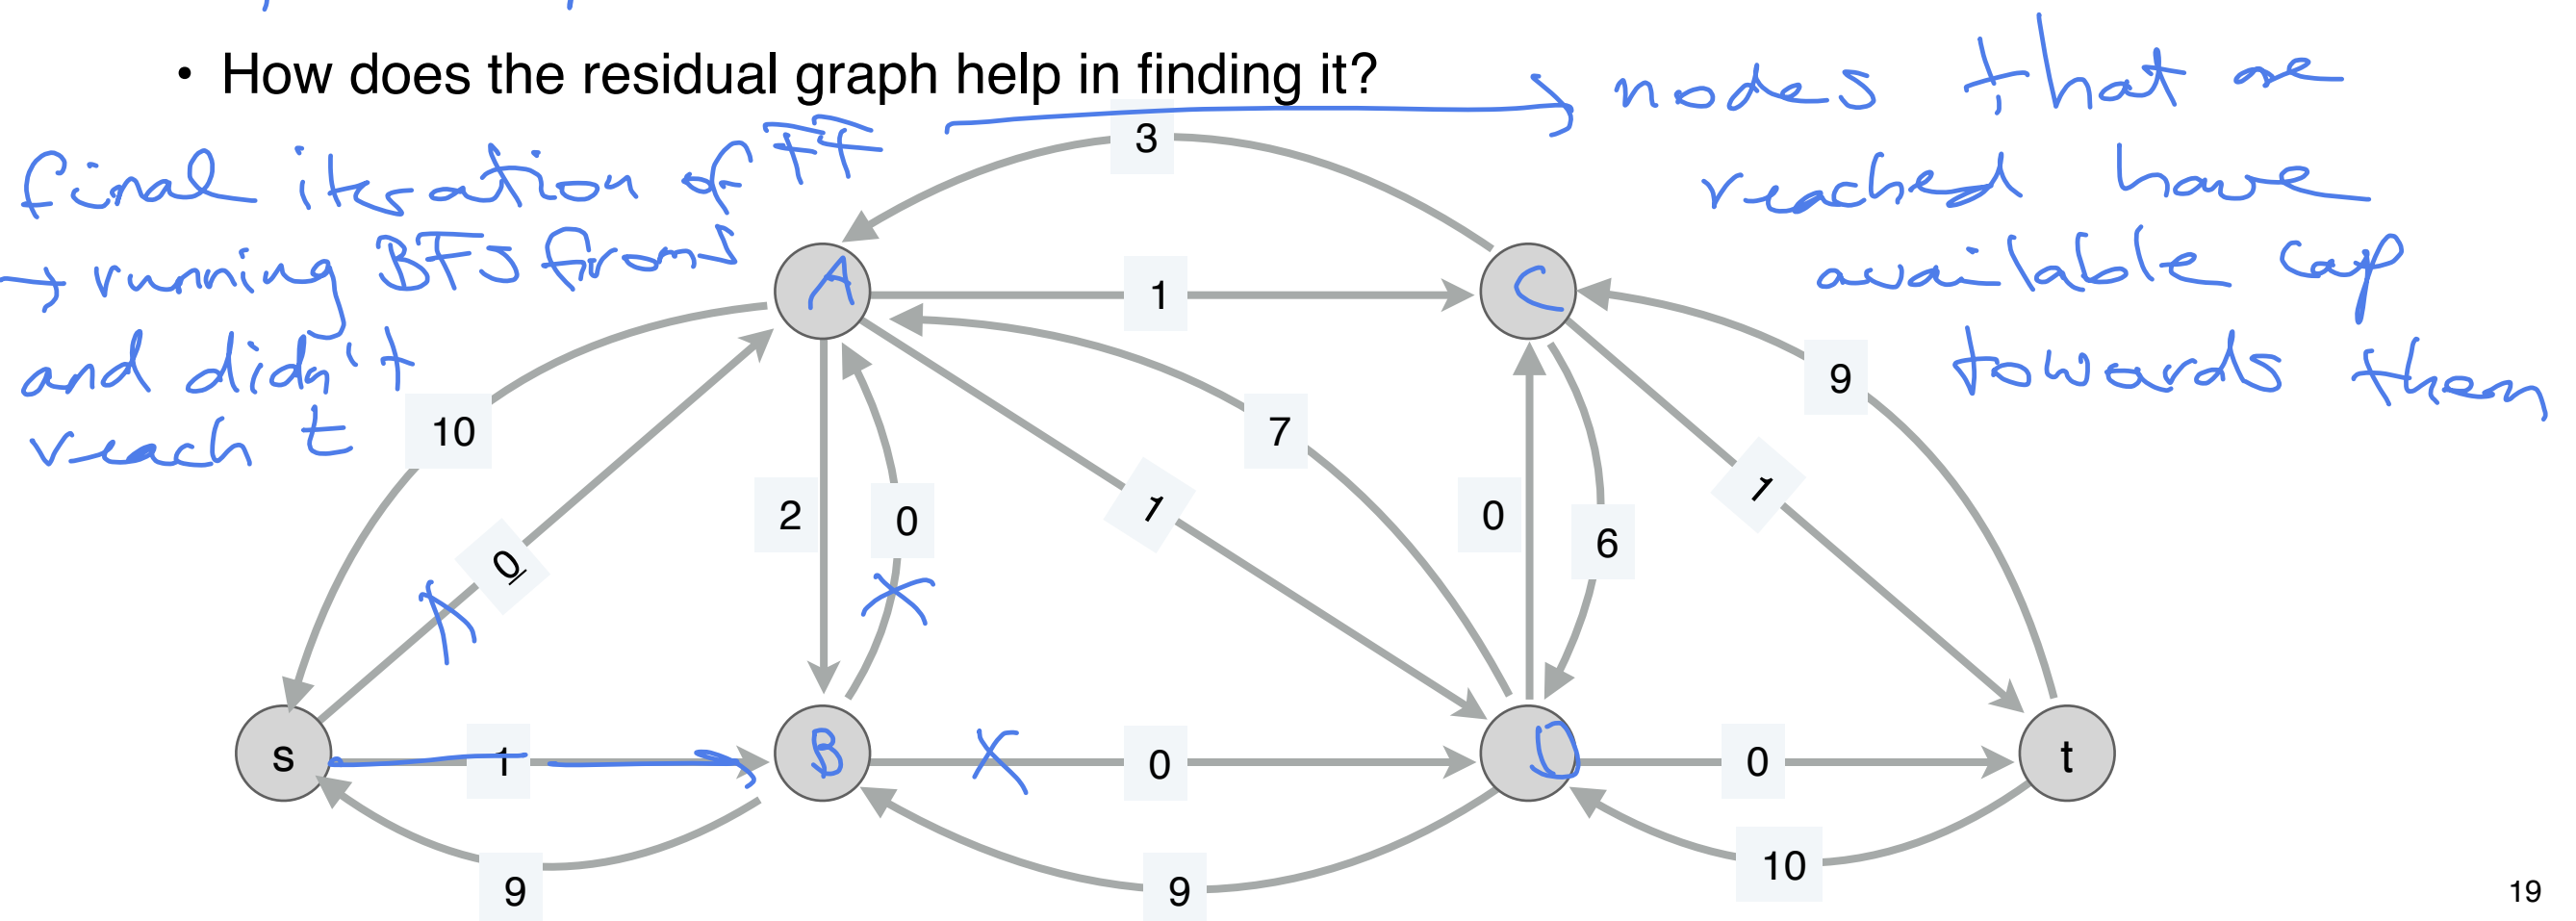 • How does the residual graph help in finding it?
→ nodes that are
reached have
available cap
towards them
final iteration of FF
→ running BFS from s
and didn't
reach t
3
A
1
C
10
7
9
2
0
1
0
6
1
0
s
1
B
0
D
0
t
9
9
10
19